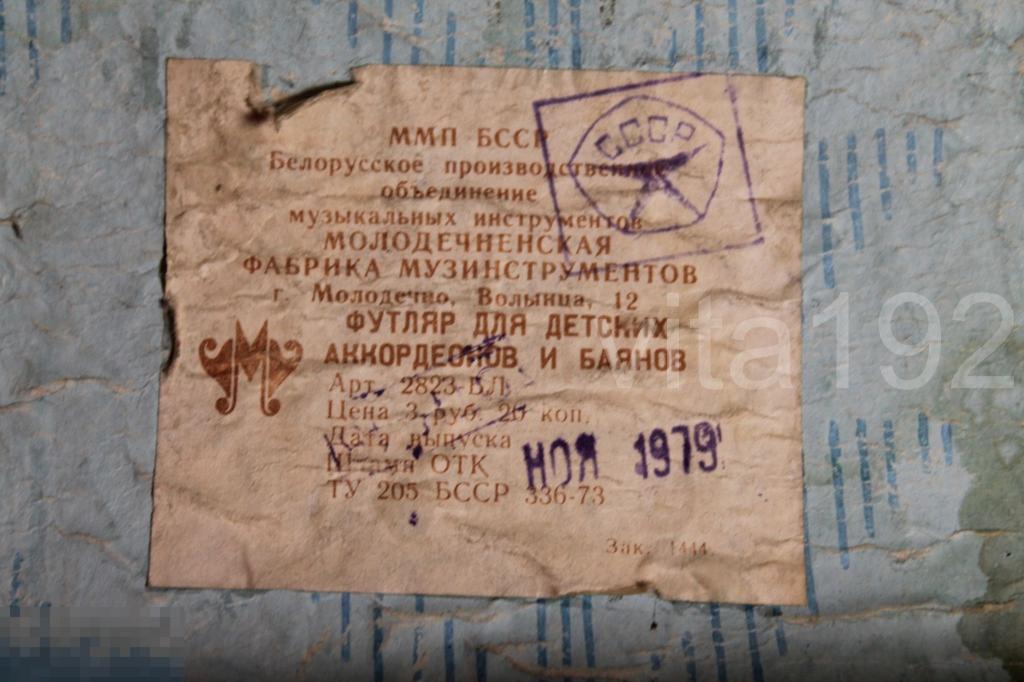 ММП БССР
СССР
Белорусское производственное
объединение
музыкальных инструментов
МОЛОДЕЧНЕНСКАЯ
ФАБРИКА МУЗИНСТРУМЕНТОВ
г. Молодечно, Волынца, 12
ФУТЛЯР ДЛЯ ДЕТСКИХ
АККОРДЕОНОВ И БАЯНОВ
Арт. 2823-БЛ
Цена 3 руб. 20 коп.
Дата выпуска
НОЯ 1979
Штамп ОТК
ТУ 205 БССР 336-73
Зак. 1444.
vita192